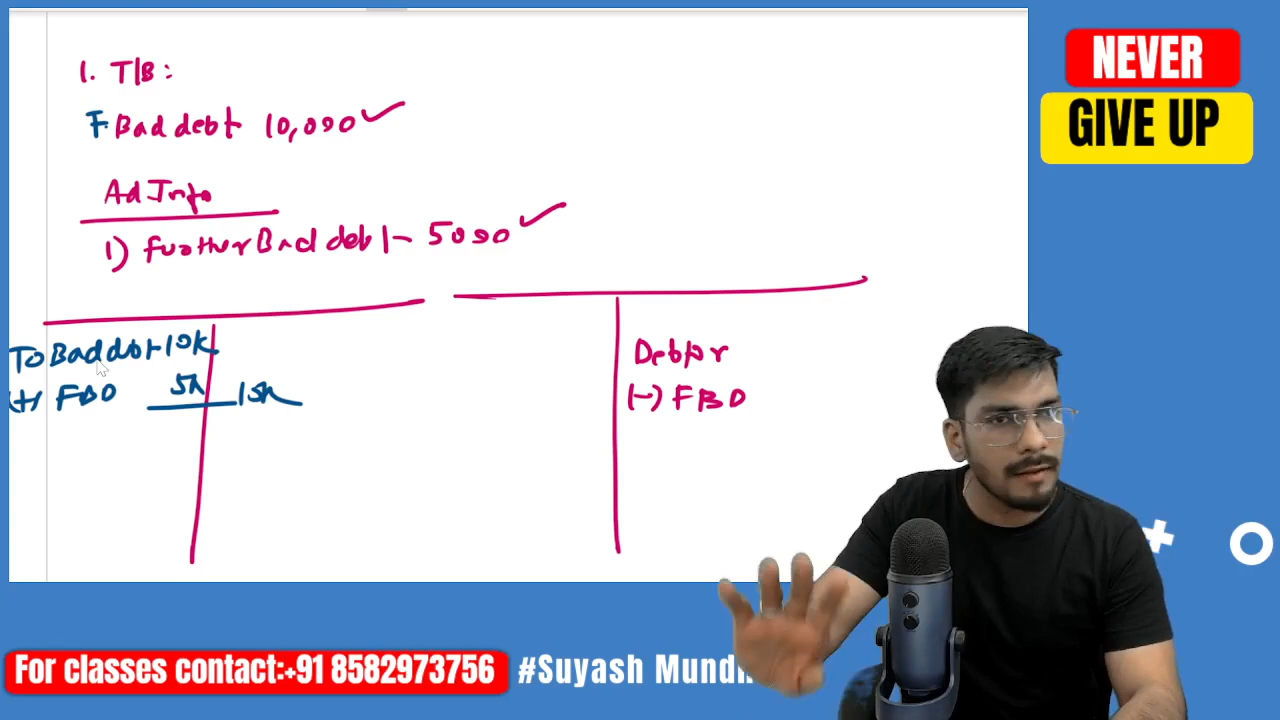 1. T/B:
F. Bad debt 10,000
Ad Info
1) Further Bad debt - 5000
To Bad debt 10k
(+) FBD 5k 15k
Debtor
(-) FBD
NEVER
GIVE UP
For classes contact:+91 8582973756 #Suyash